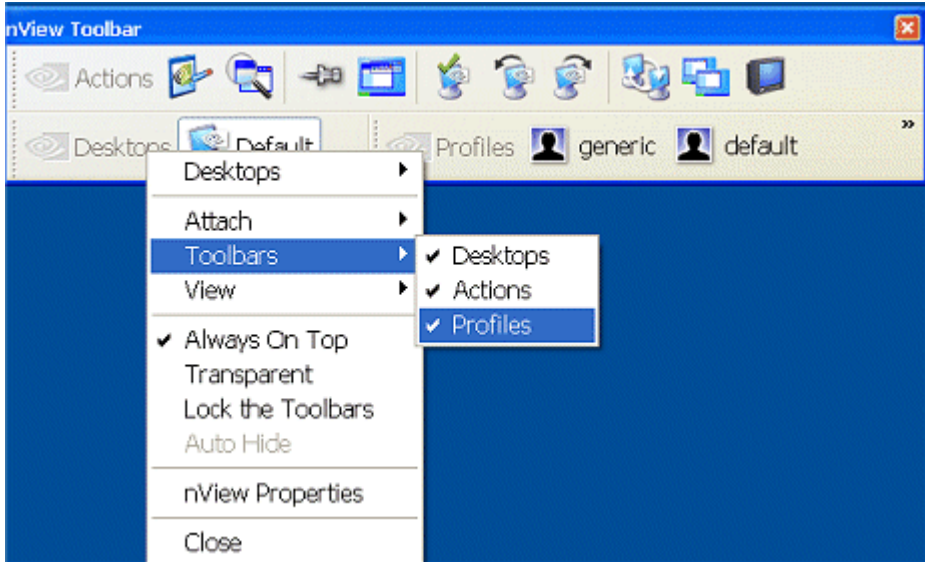 nView Toolbar
Actions
Desktops Default Profiles generic default »
Desktops
Attach
Toolbars
Desktops
View
Actions
Profiles
Always On Top
Transparent
Lock the Toolbars
Auto Hide
nView Properties
Close